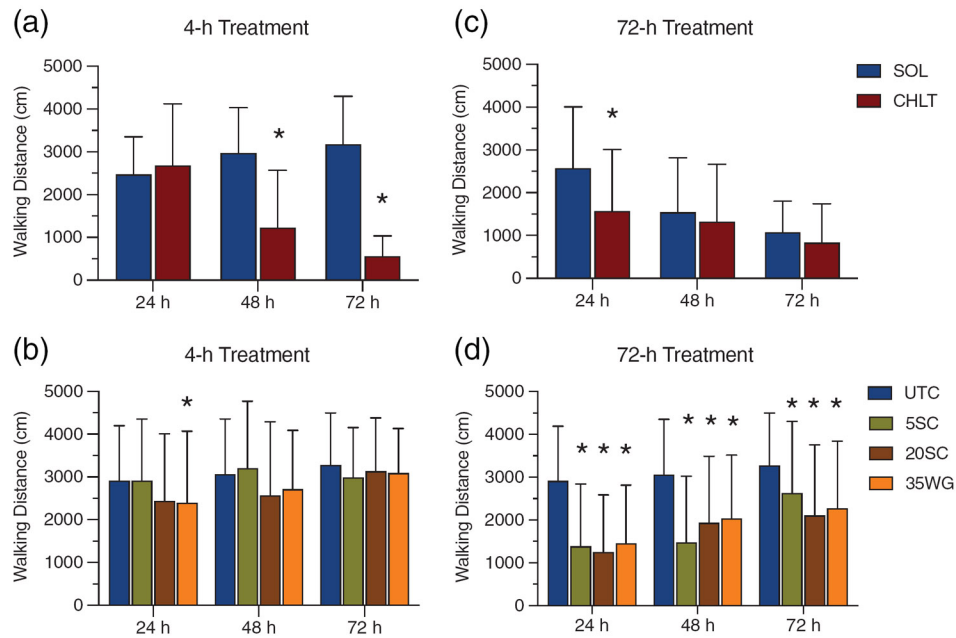 (a)
4-h Treatment
Walking Distance (cm)
5000
4000
3000
2000
1000
0
*
*
24 h 48 h 72 h
(c)
72-h Treatment
Walking Distance (cm)
5000
4000
3000
2000
1000
0
*
24 h 48 h 72 h
SOL
CHLT
(b)
4-h Treatment
Walking Distance (cm)
5000
4000
3000
2000
1000
0
*
24 h 48 h 72 h
(d)
72-h Treatment
Walking Distance (cm)
5000
4000
3000
2000
1000
0
* * *
* * *
* * *
24 h 48 h 72 h
UTC
5SC
20SC
35WG